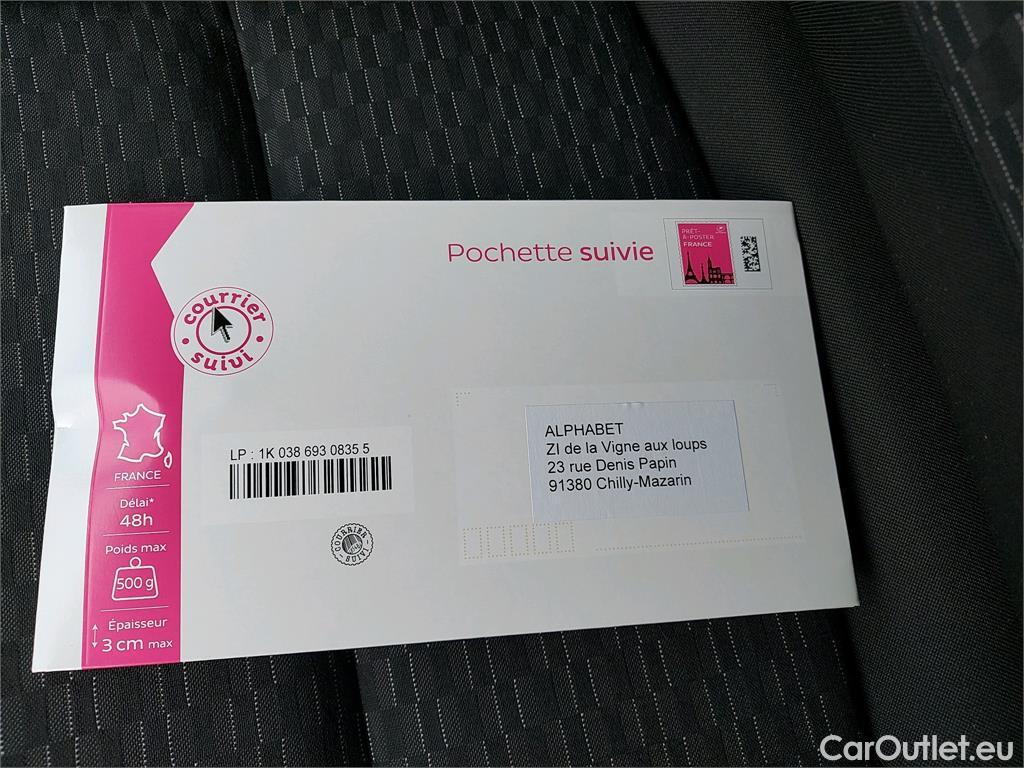 Pochette suivie
PRÊT-
À-POSTER
FRANCE
courrier
suivi
FRANCE
Délai*
48h
Poids max
500 g
Épaisseur
3 cm max
LP : 1K 038 693 0835 5
COURRIER
SUIVI
ALPHABET
ZI de la Vigne aux loups
23 rue Denis Papin
91380 Chilly-Mazarin
CarOutlet.eu